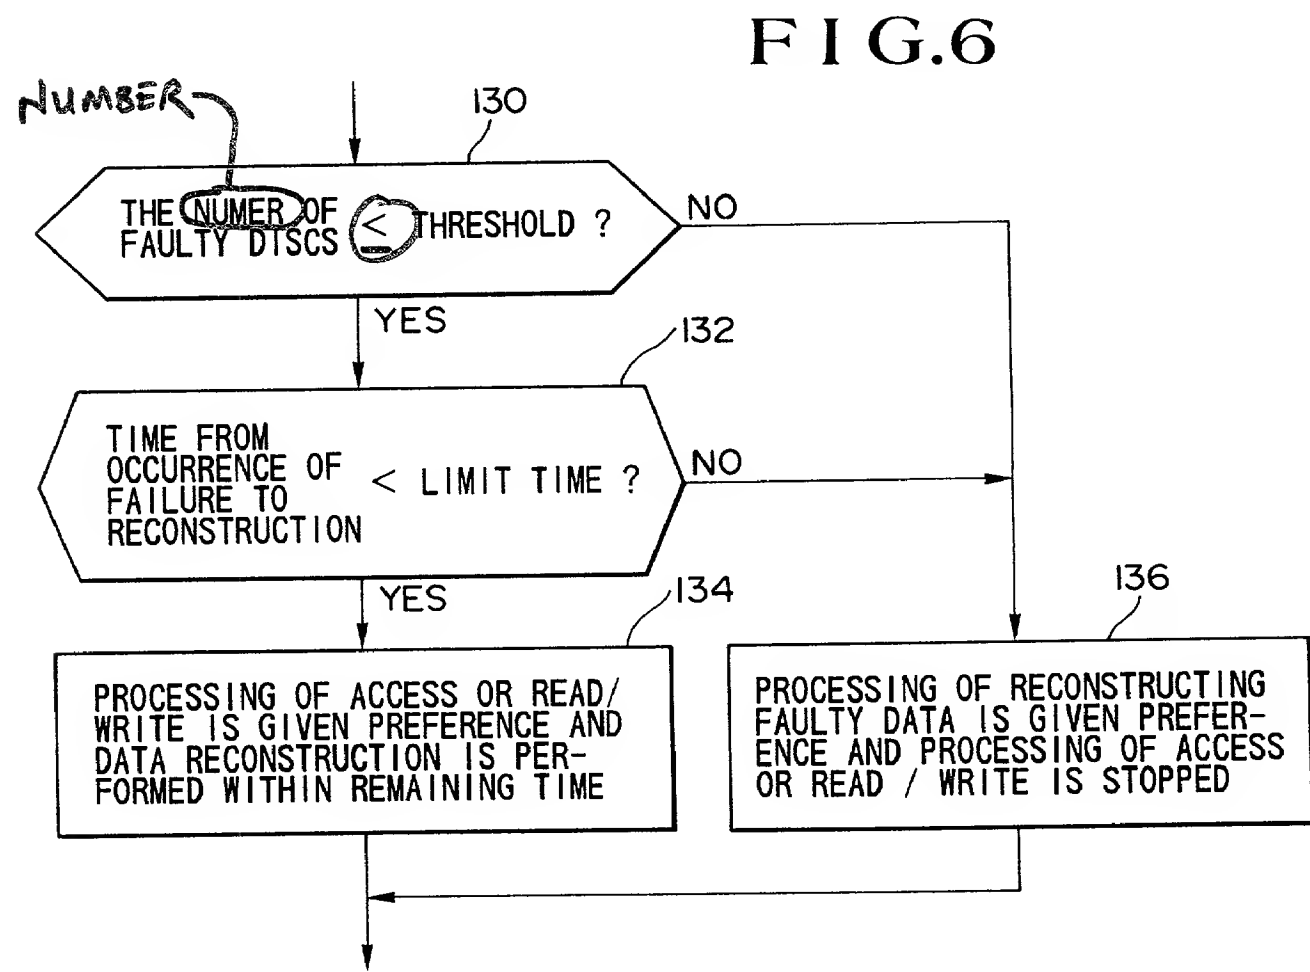 FIG.6
NUMBER
130
THE NUMER OF
FAULTY DISCS ≤ THRESHOLD ?
NO
YES
132
TIME FROM
OCCURRENCE OF
FAILURE TO
RECONSTRUCTION
< LIMIT TIME ?
NO
YES
134
PROCESSING OF ACCESS OR READ/
WRITE IS GIVEN PREFERENCE AND
DATA RECONSTRUCTION IS PER-
FORMED WITHIN REMAINING TIME
136
PROCESSING OF RECONSTRUCTING
FAULTY DATA IS GIVEN PREFER-
ENCE AND PROCESSING OF ACCESS
OR READ / WRITE IS STOPPED